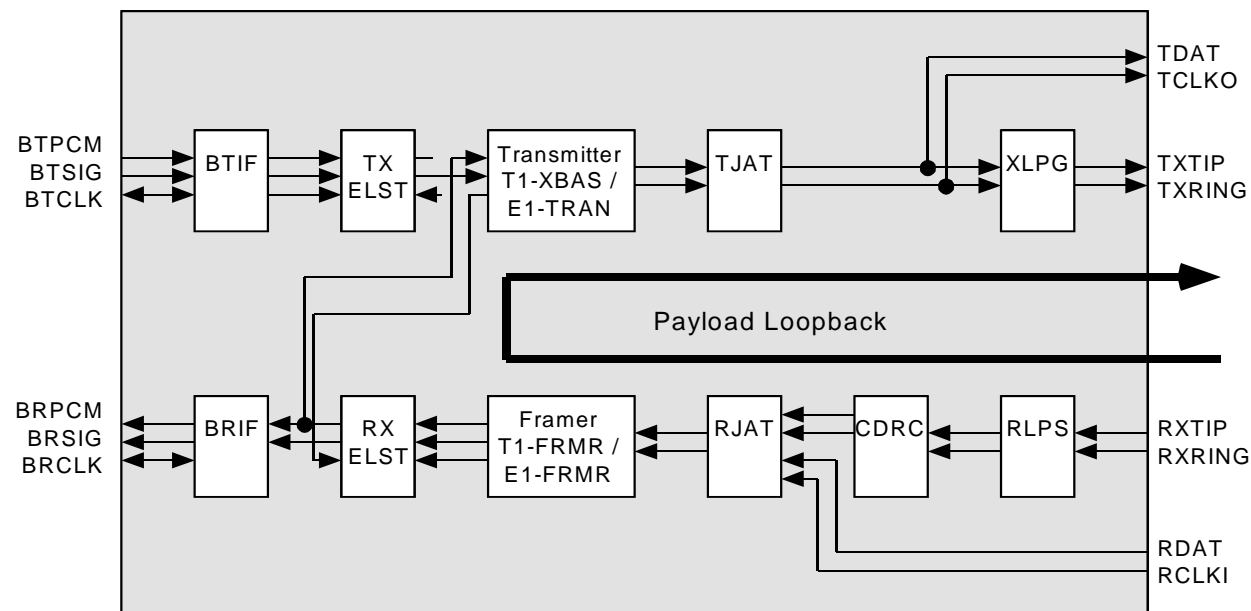 TDAT
TCLKO
BTPCM
BTSIG
BTCLK
BTIF
TX
ELST
Transmitter
T1-XBAS /
E1-TRAN
TJAT
XLPG
TXTIP
TXRING
Payload Loopback
BRPCM
BRSIG
BRCLK
BRIF
RX
ELST
Framer
T1-FRMR /
E1-FRMR
RJAT
CDRC
RLPS
RXTIP
RXRING
RDAT
RCLKI